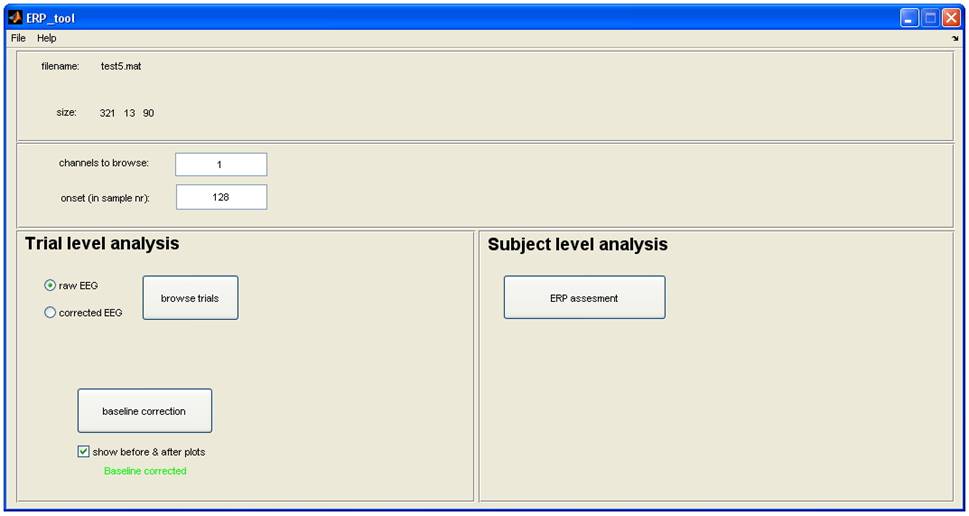 ERP_tool
File Help
filename: test5.mat
size: 321 13 90
channels to browse: 1
onset (in sample nr): 128
Trial level analysis
raw EEG
corrected EEG
browse trials
baseline correction
show before & after plots
Baseline corrected
Subject level analysis
ERP assesment